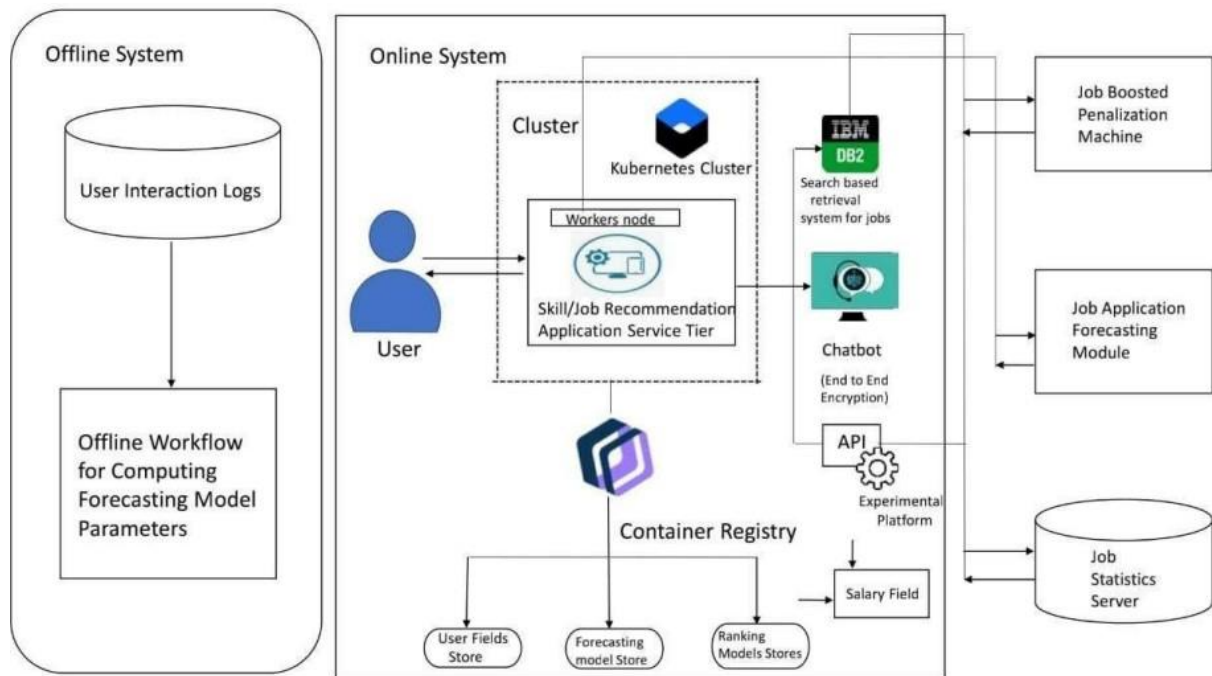 Offline System
User Interaction Logs
Offline Workflow
for Computing
Forecasting Model
Parameters
Online System
Cluster
Kubernetes Cluster
Workers node
Skill/Job Recommendation
Application Service Tier
User
IBM
DB2
Search based
retrieval
system for jobs
Chatbot
(End to End
Encryption)
API
Experimental
Platform
Container Registry
Salary Field
User Fields
Store
Forecasting
model Store
Ranking
Models Stores
Job Boosted
Penalization
Machine
Job Application
Forecasting
Module
Job
Statistics
Server